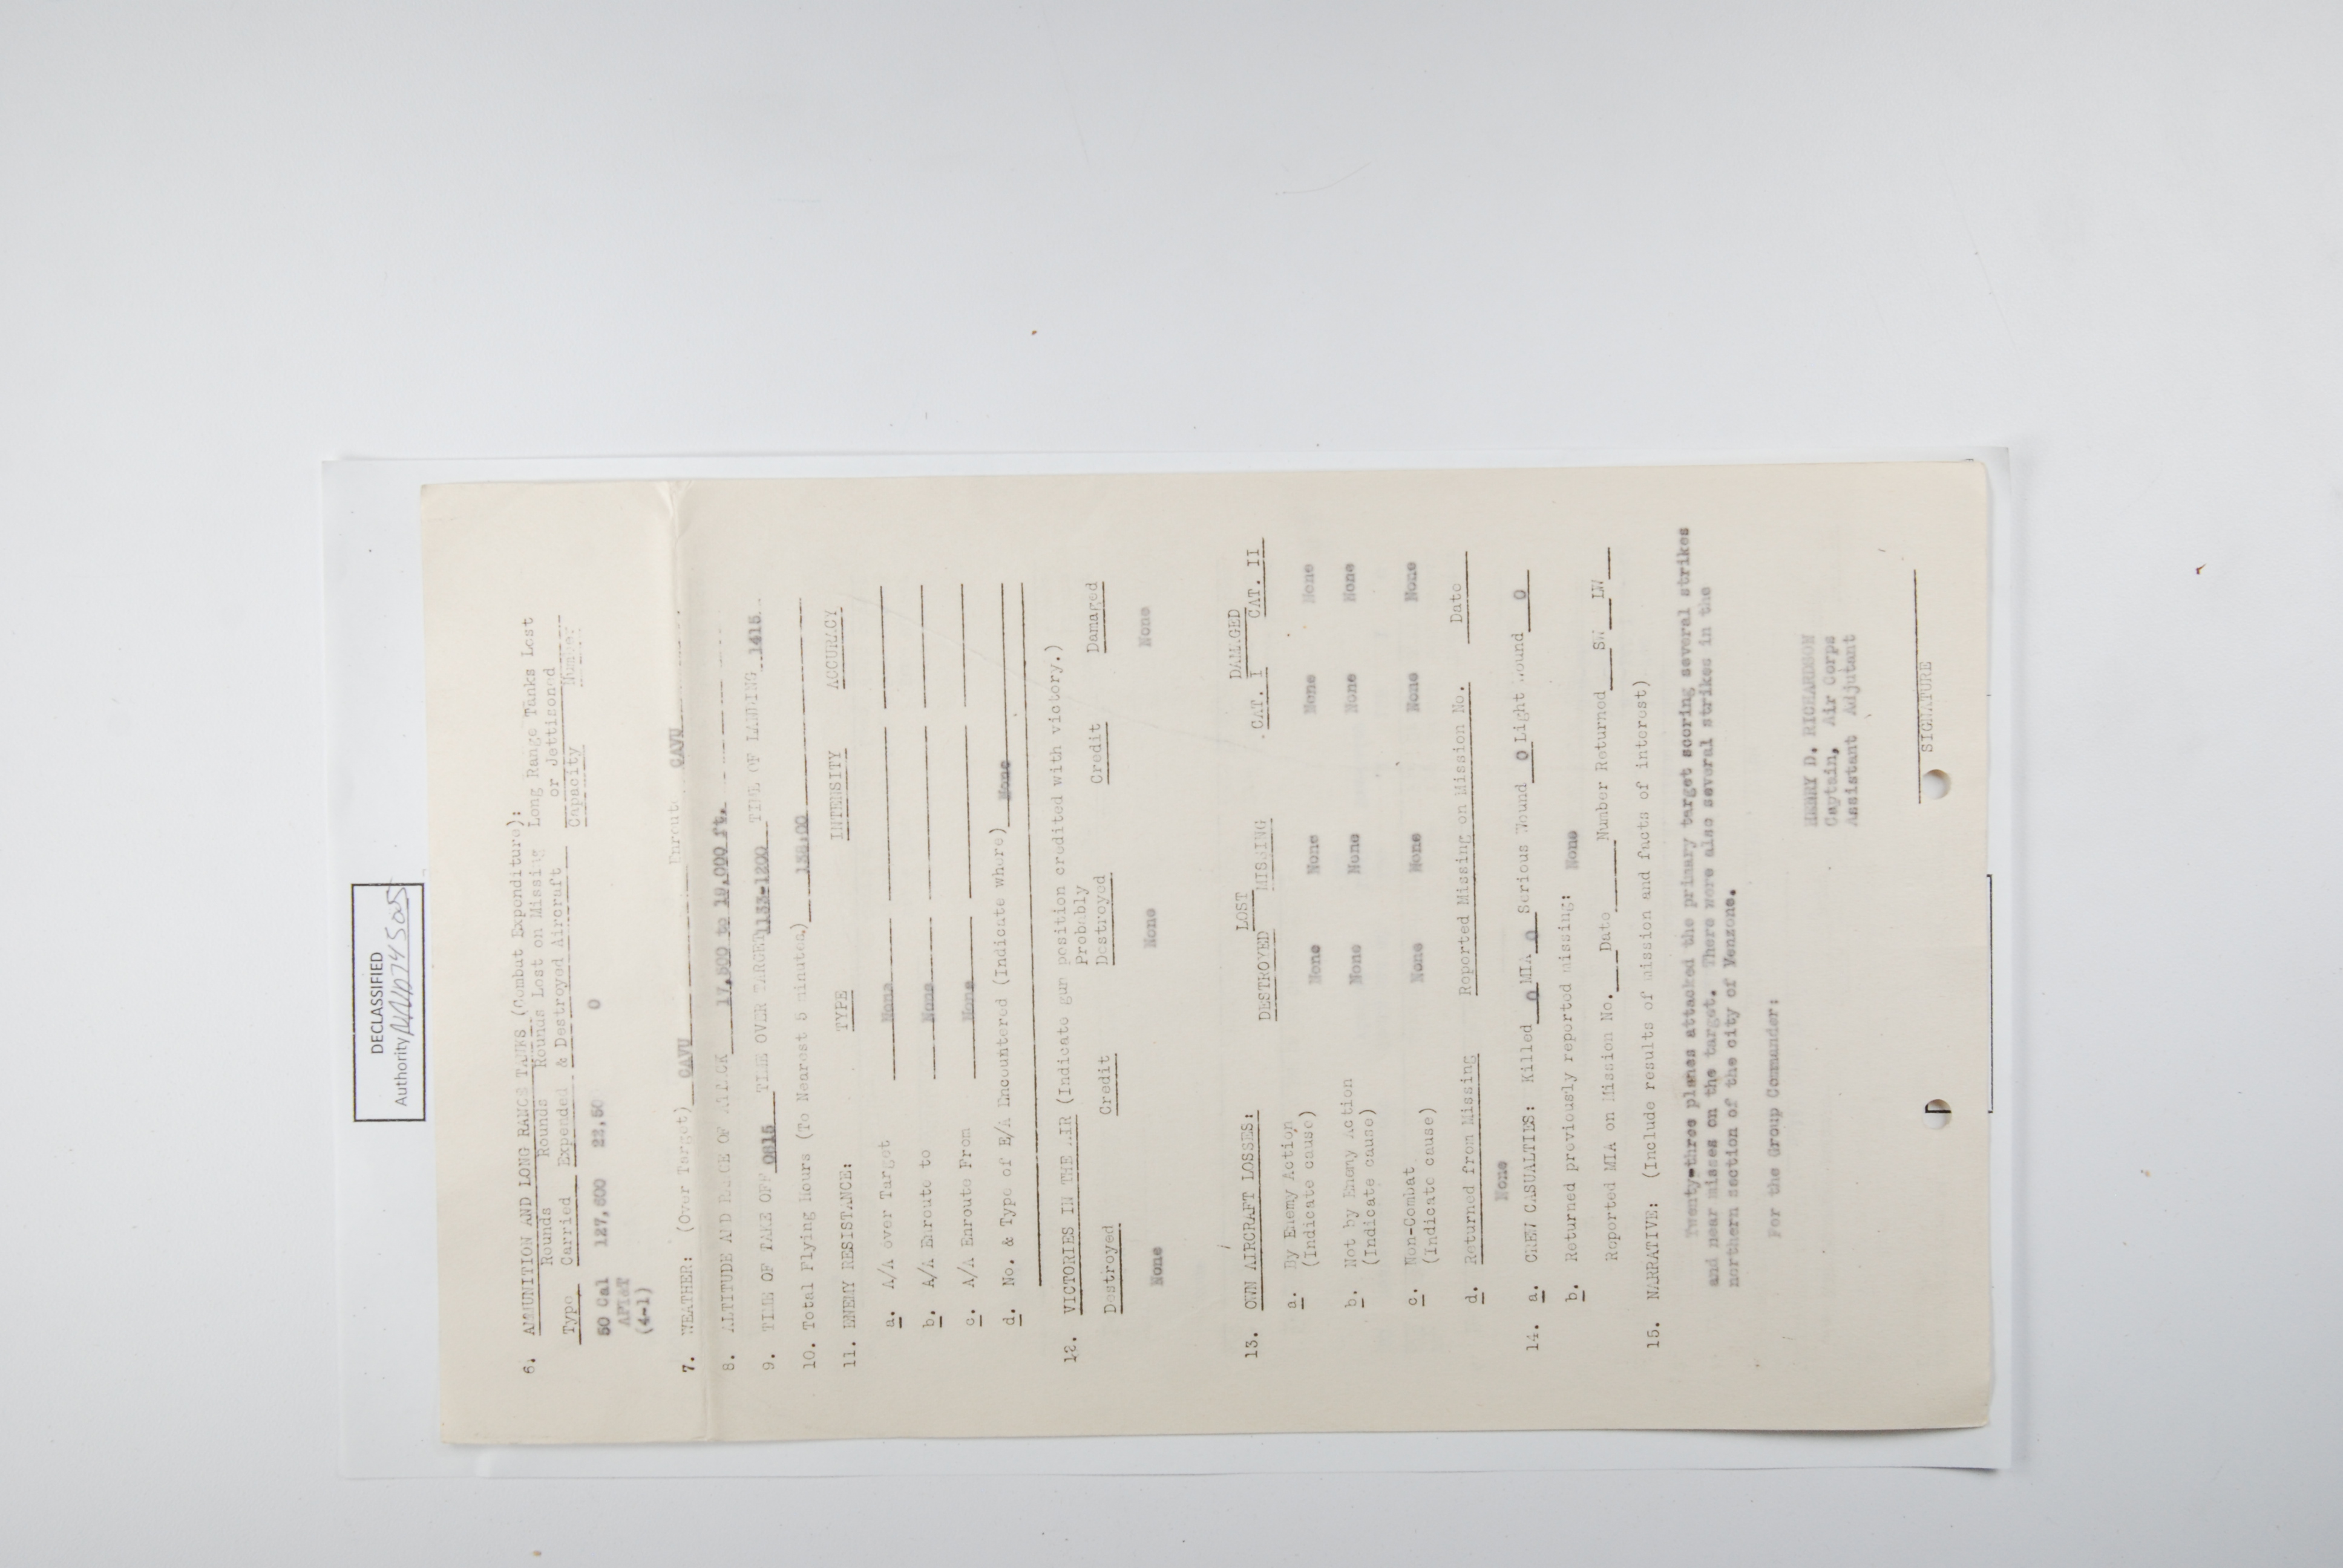 DECLASSIFIED
Authority NND745005
6. AMMUNITION AND LONG RANGE TANKS (Combat Expenditure):
Rounds Rounds Rounds Lost on Missing Long Range Tanks Lost
Type Carried Expended & Destroyed Aircraft or Jettisoned
Capacity Number
50 Cal 127,600 22,50 0
API&T
(4-1)
7. WEATHER: (Over Target) CAVU Enroute CAVU
8. ALTITUDE AND RANGE OF ATTACK 17,500 to 19,000 ft.
9. TIME OF TAKE OFF 0815 TIME OVER TARGET 1133-1200 TIME OF LANDING 1415
10. Total Flying Hours (To Nearest 5 minutes.) 138:00
11. ENEMY RESISTANCE: TYPE INTENSITY ACCURACY
a. A/A over Target None
b. A/A Enroute to None
c. A/A Enroute From None
d. No. & Type of E/A Encountered (Indicate where) None
12. VICTORIES IN THE AIR (Indicate gun position credited with victory.)
Probably
Destroyed Credit Destroyed Credit Damaged
None None None
LOST DAMAGED
13. OWN AIRCRAFT LOSSES: DESTROYED MISSING CAT. I CAT. II
a. By Enemy Action None None None None
(Indicate cause)
b. Not by Enemy Action None None None None
(Indicate cause)
c. Non-Combat None None None None
(Indicate cause)
d. Returned from Missing Reported Missing on Mission No. Date
None
14. a. CREW CASUALTIES: Killed 0 MIA 0 Serious Wound 0 Light Wound 0
b. Returned previously reported missing: None
Reported MIA on Mission No. Date Number Returned SW LW
15. NARRATIVE: (Include results of mission and facts of interest)
Twenty-three planes attacked the primary target scoring several strikes
and near misses on the target. There were also several strikes in the
northern section of the city of Venzone.
For the Group Commander:
HENRY D. RICHARDSON
Captain, Air Corps
Assistant Adjutant
SIGNATURE